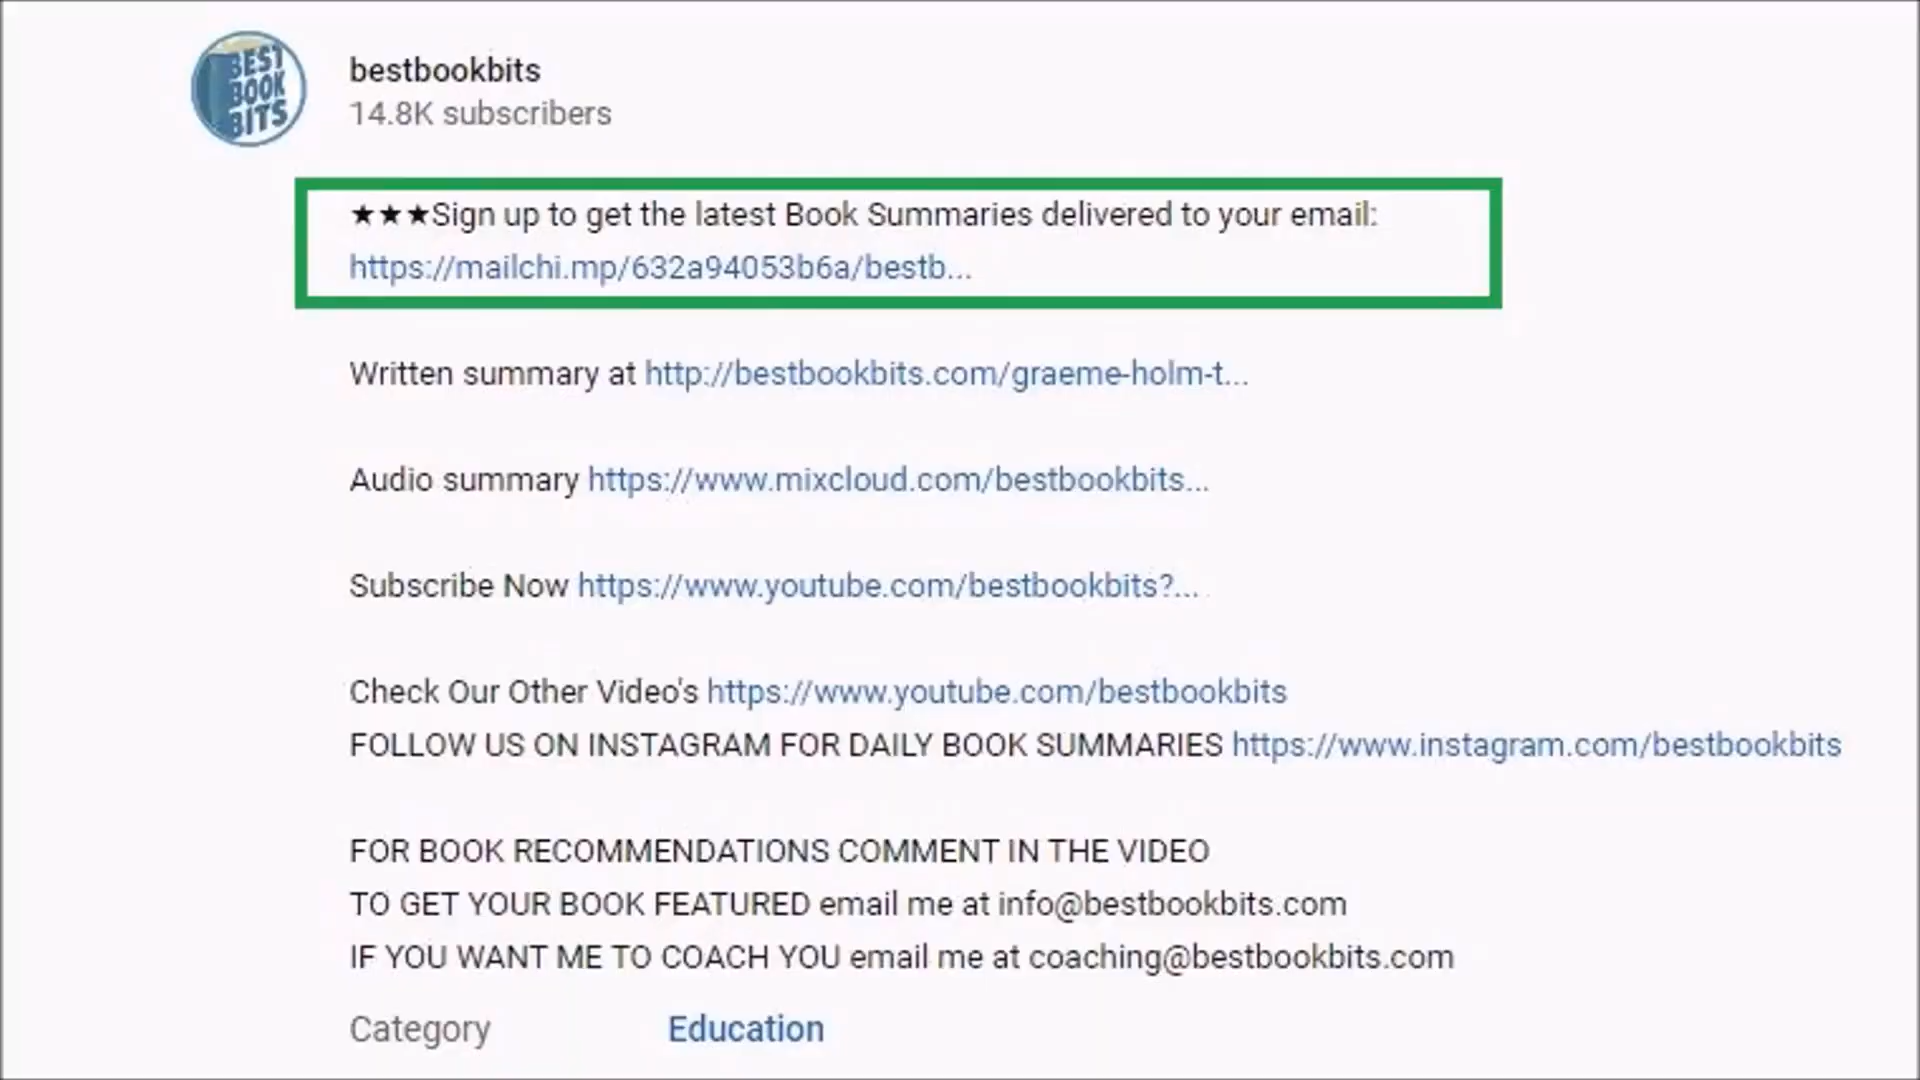 BEST
BOOK
BITS
bestbookbits
14.8K subscribers
★★★Sign up to get the latest Book Summaries delivered to your email:
https://mailchi.mp/632a94053b6a/bestb...
Written summary at http://bestbookbits.com/graeme-holm-t...
Audio summary https://www.mixcloud.com/bestbookbits...
Subscribe Now https://www.youtube.com/bestbookbits?...
Check Our Other Video's https://www.youtube.com/bestbookbits
FOLLOW US ON INSTAGRAM FOR DAILY BOOK SUMMARIES https://www.instagram.com/bestbookbits
FOR BOOK RECOMMENDATIONS COMMENT IN THE VIDEO
TO GET YOUR BOOK FEATURED email me at info@bestbookbits.com
IF YOU WANT ME TO COACH YOU email me at coaching@bestbookbits.com
Category Education